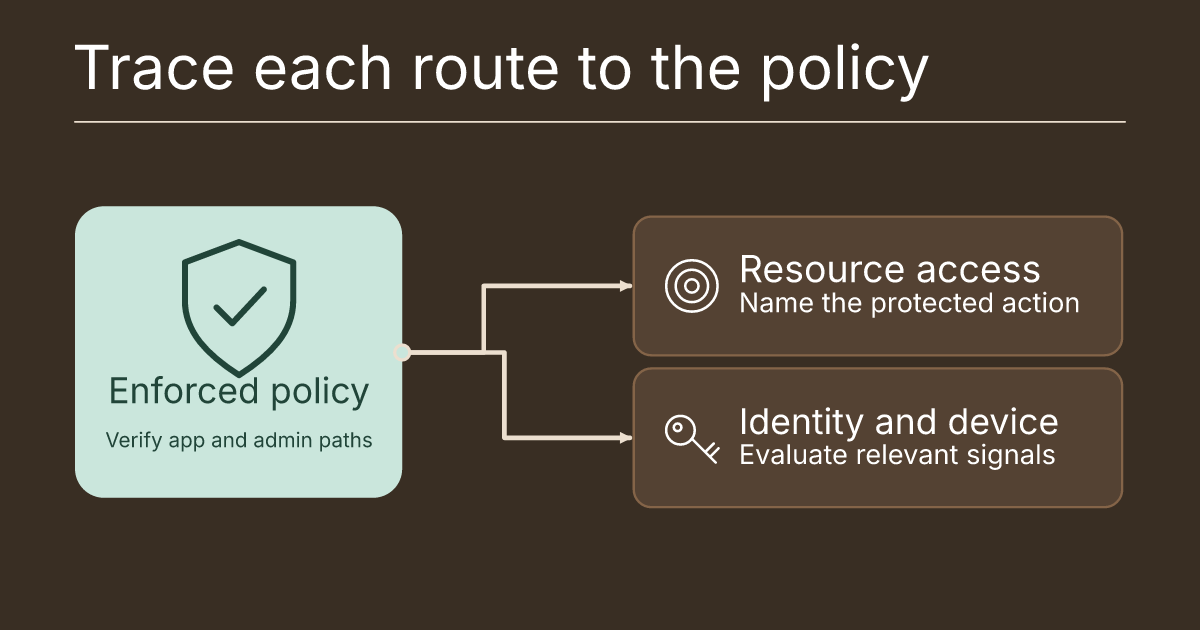 Trace each route to the policy
Enforced policy
Verify app and admin paths
Resource access
Name the protected action
Identity and device
Evaluate relevant signals